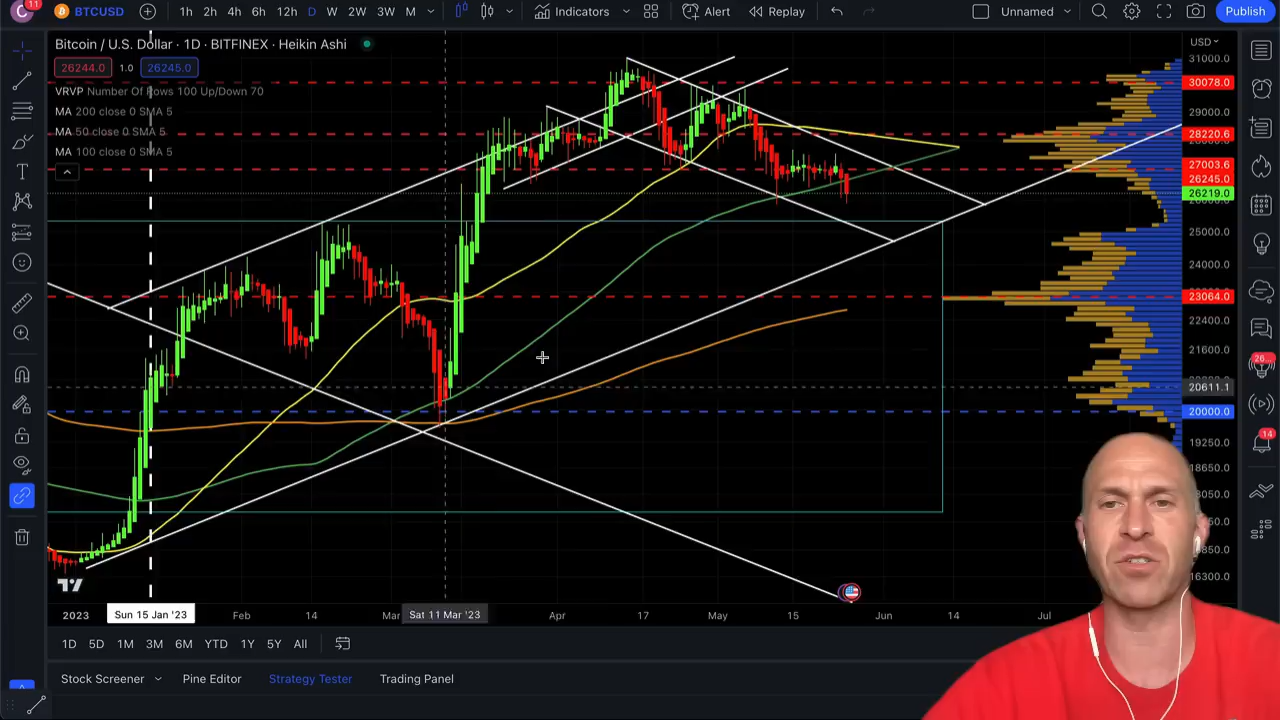 C 11 BTCUSD 1h 2h 4h 6h 12h D W 2W 3W M Indicators Alert Replay Unnamed Publish
Bitcoin / U.S. Dollar · 1D · BITFINEX · Heikin Ashi
26244.0 1.0 26245.0
VRVP Number Of Rows 100 Up/Down 70
MA 200 close 0 SMA 5
MA 50 close 0 SMA 5
MA 100 close 0 SMA 5
USD
31000.0
30078.0
29000.0
28220.6
27003.6
26245.0
26219.0
25000.0
24000.0
23064.0
22400.0
21600.0
20611.1
20000.0
19250.0
18650.0
16300.0
26...
14
2023 Sun 15 Jan '23 Feb 14 Mar Sat 11 Mar '23 Apr 17 May 15 Jun 14 Jul
1D 5D 1M 3M 6M YTD 1Y 5Y All
Stock Screener Pine Editor Strategy Tester Trading Panel